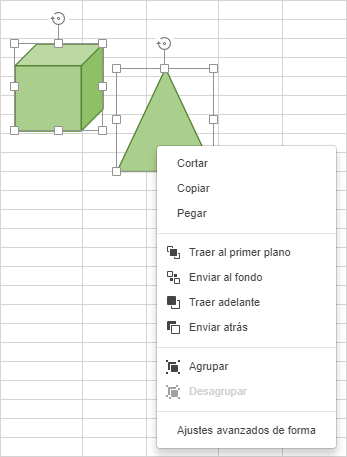 Cortar
Copiar
Pegar
Traer al primer plano
Enviar al fondo
Traer adelante
Enviar atrás
Agrupar
Desagrupar
Ajustes avanzados de forma